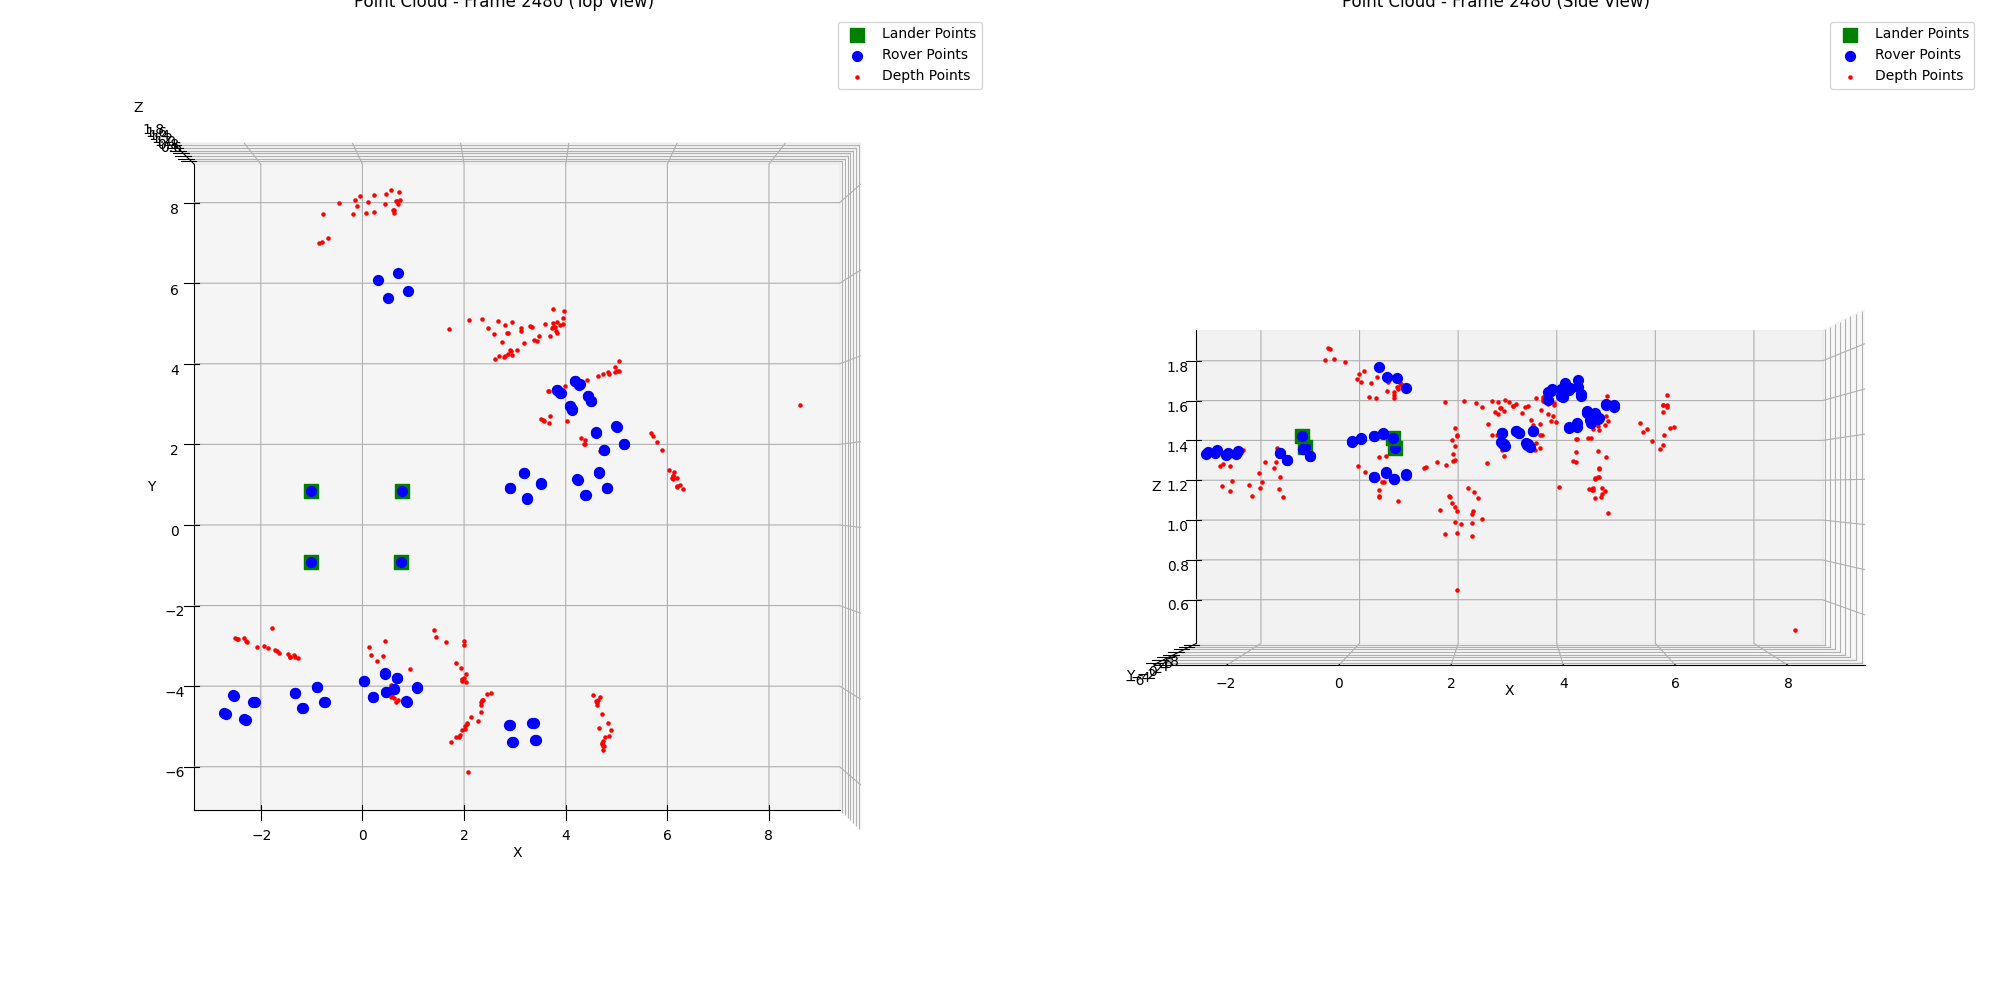 Point Cloud - Frame 2480 (Top View)
Lander Points
Rover Points
Depth Points
Z
1.8
8
6
4
2
0
−2
−4
−6
Y
−2
0
2
4
6
8
X
Point Cloud - Frame 2480 (Side View)
Lander Points
Rover Points
Depth Points
1.8
1.6
1.4
1.2
1.0
0.8
0.6
Z
Y
−2
0
2
4
6
8
X